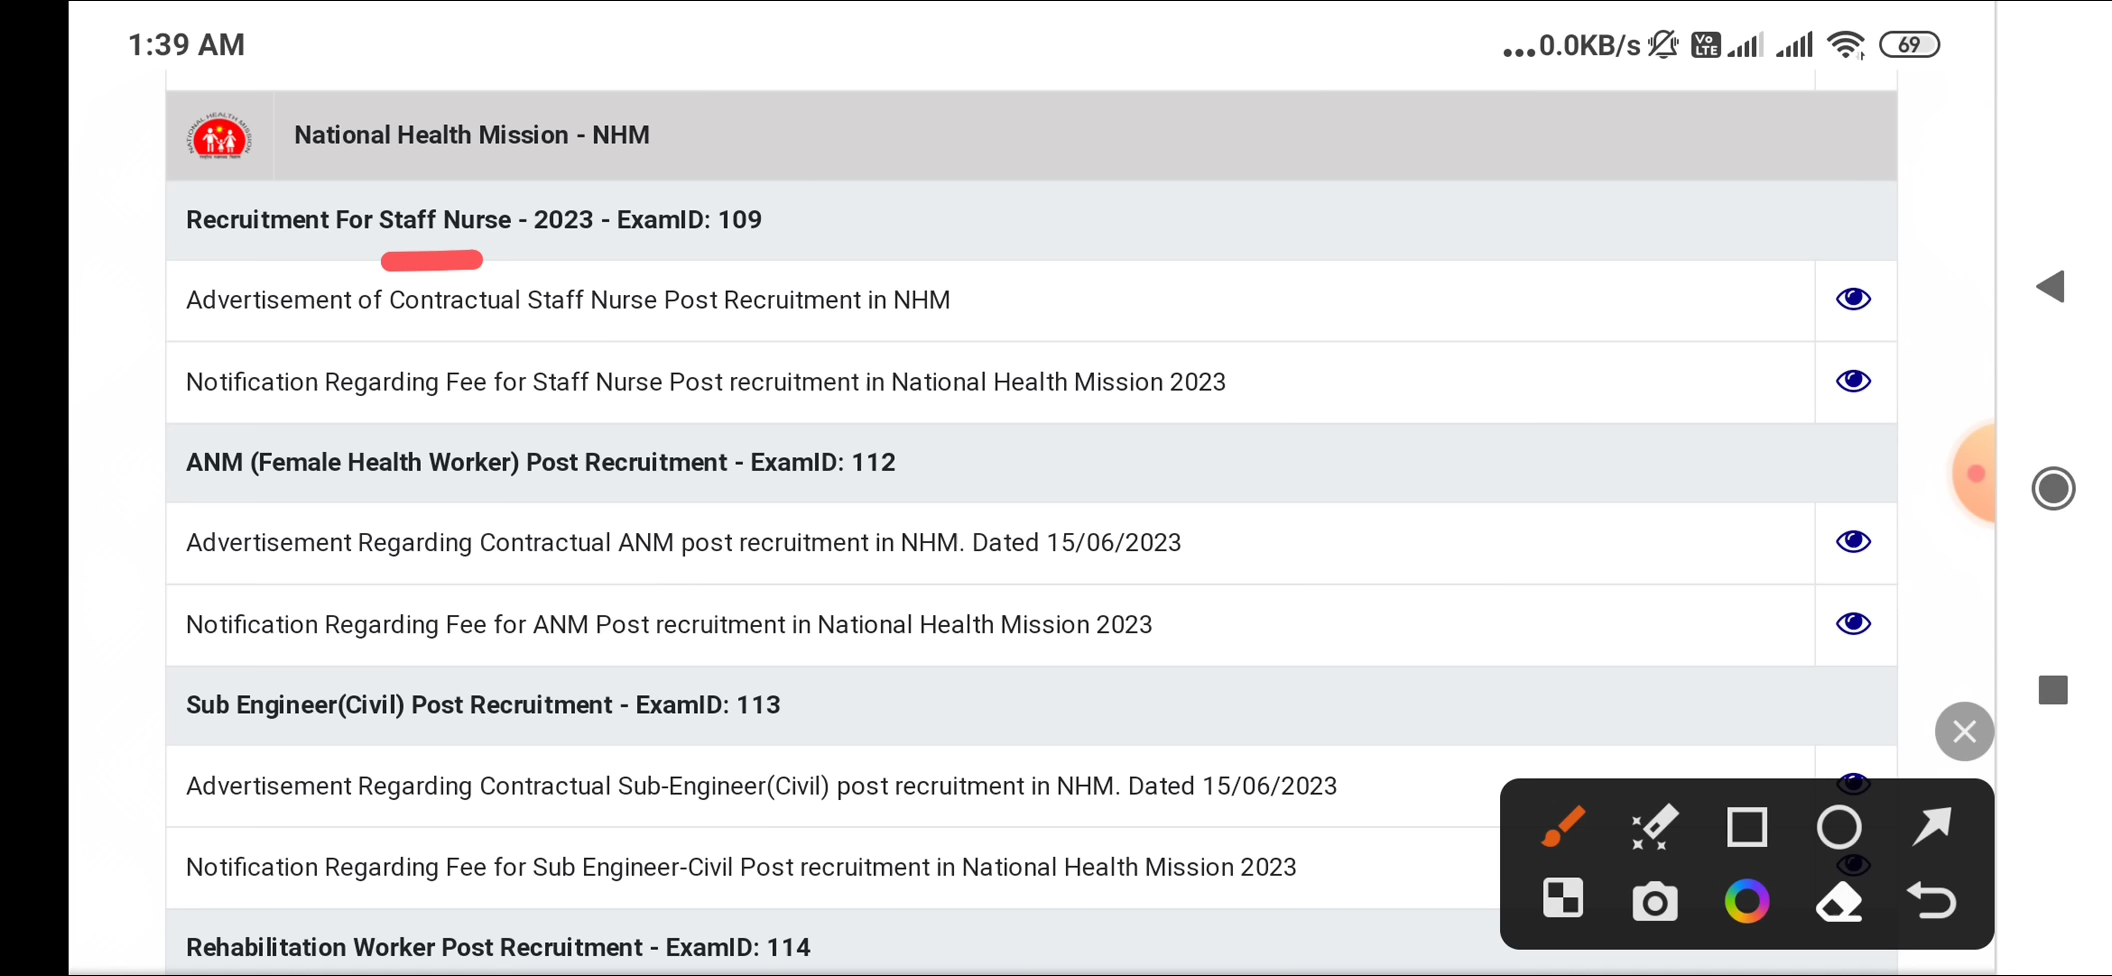 1:39 AM
...0.0KB/s
Vo LTE
69
NATIONAL HEALTH MISSION
National Health Mission - NHM
Recruitment For Staff Nurse - 2023 - ExamID: 109
Advertisement of Contractual Staff Nurse Post Recruitment in NHM
Notification Regarding Fee for Staff Nurse Post recruitment in National Health Mission 2023
ANM (Female Health Worker) Post Recruitment - ExamID: 112
Advertisement Regarding Contractual ANM post recruitment in NHM. Dated 15/06/2023
Notification Regarding Fee for ANM Post recruitment in National Health Mission 2023
Sub Engineer(Civil) Post Recruitment - ExamID: 113
Advertisement Regarding Contractual Sub-Engineer(Civil) post recruitment in NHM. Dated 15/06/2023
Notification Regarding Fee for Sub Engineer-Civil Post recruitment in National Health Mission 2023
Rehabilitation Worker Post Recruitment - ExamID: 114